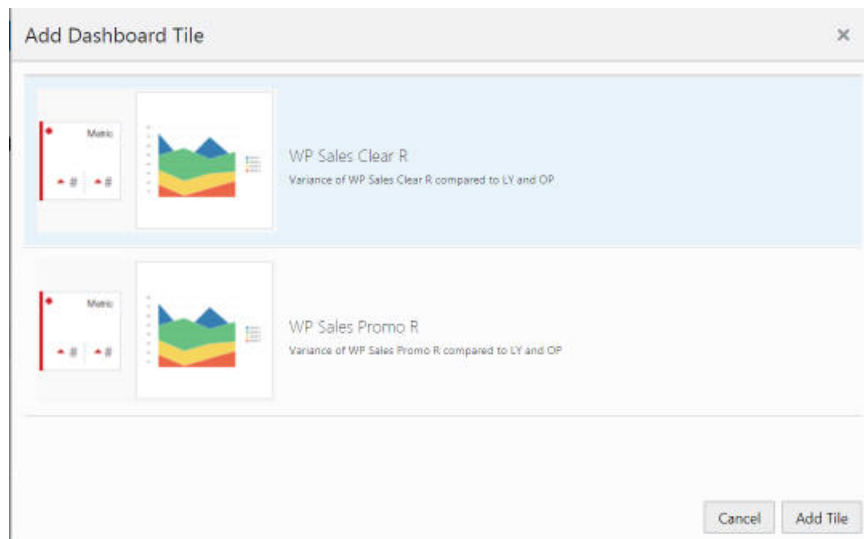 Add Dashboard Tile
Metric
#
#
WP Sales Clear R
Variance of WP Sales Clear R compared to LY and OP
Metric
#
#
WP Sales Promo R
Variance of WP Sales Promo R compared to LY and OP
Cancel
Add Tile